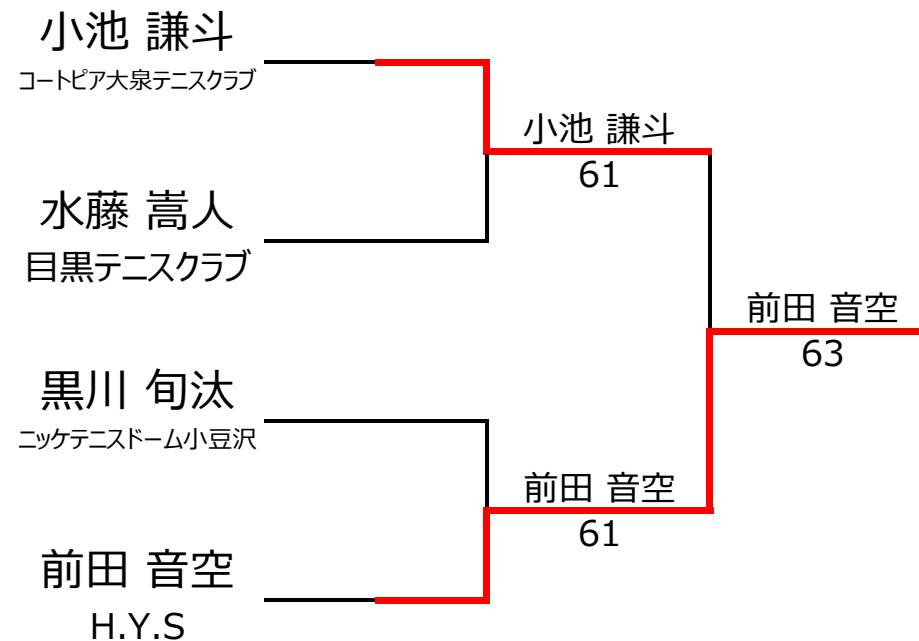 小池 謙斗
コートピア大泉テニスクラブ
小池 謙斗
61
水藤 嵩人
目黒テニスクラブ
前田 音空
63
黒川 旬汰
ニッケテニスドーム小豆沢
前田 音空
61
前田 音空
H.Y.S